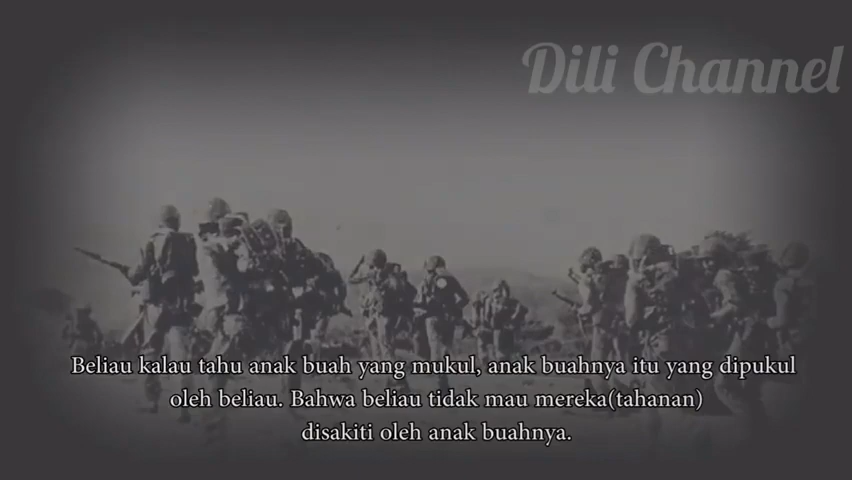 Dili Channel
Beliau kalau tahu anak buah yang mukul, anak buahnya itu yang dipukul
oleh beliau. Bahwa beliau tidak mau mereka(tahanan)
disakiti oleh anak buahnya.